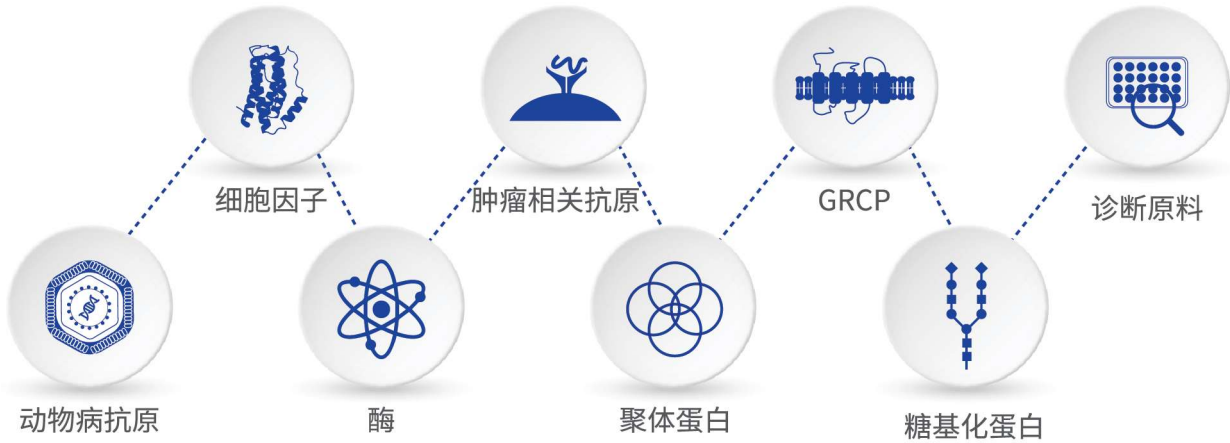 细胞因子
肿瘤相关抗原
GRCP
诊断原料
动物病抗原
酶
聚体蛋白
糖基化蛋白